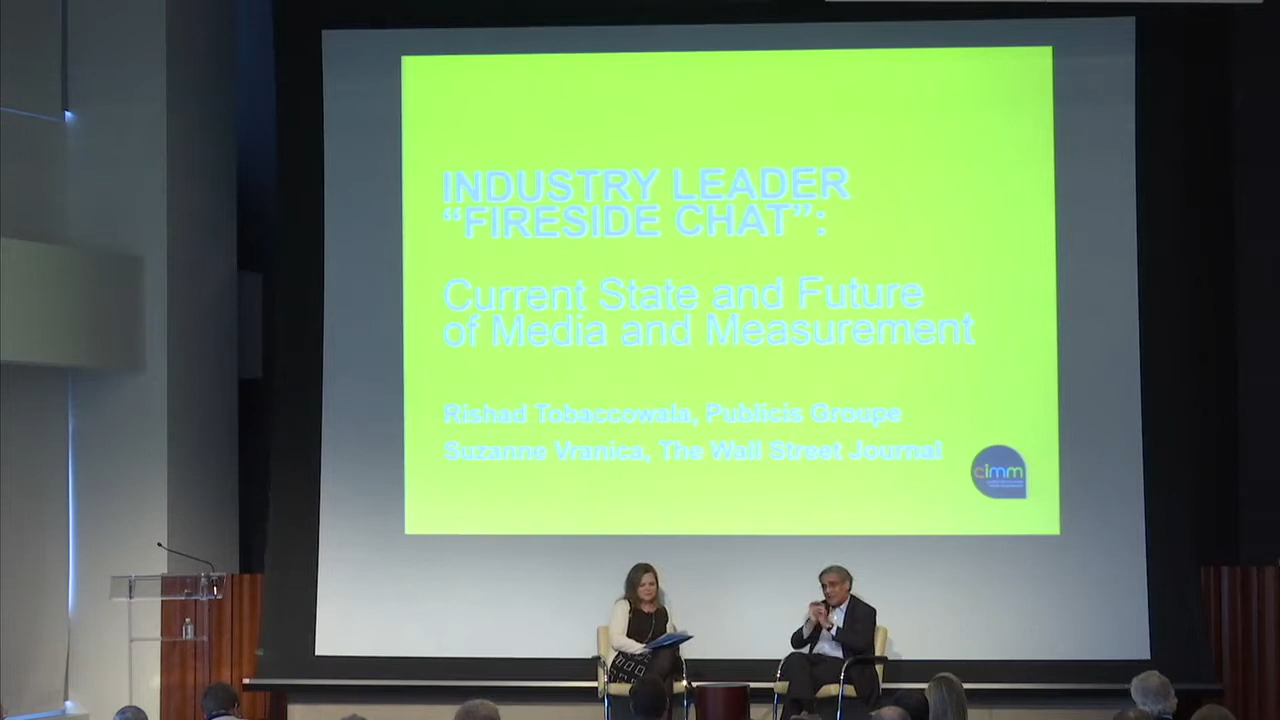 INDUSTRY LEADER
“FIRESIDE CHAT”:
Current State and Future
of Media and Measurement
Rishad Tobaccowala, Publicis Groupe
Suzanne Vranica, The Wall Street Journal
cimm